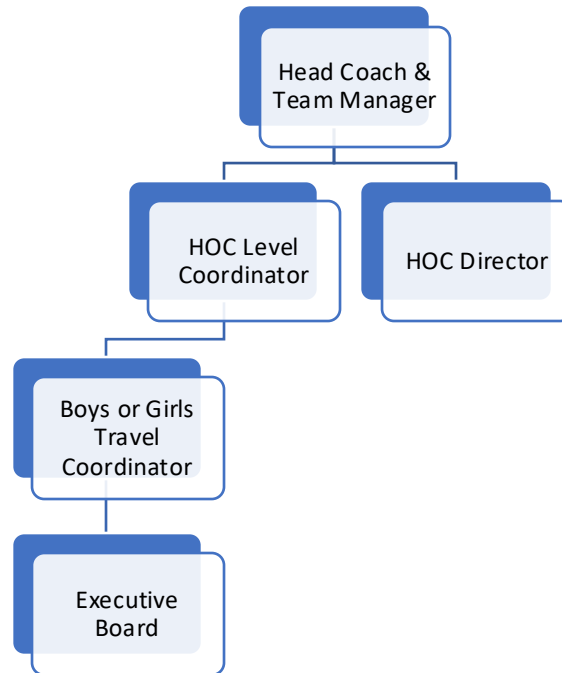 Head Coach &
Team Manager
HOC Level
Coordinator
HOC Director
Boys or Girls
Travel
Coordinator
Executive
Board